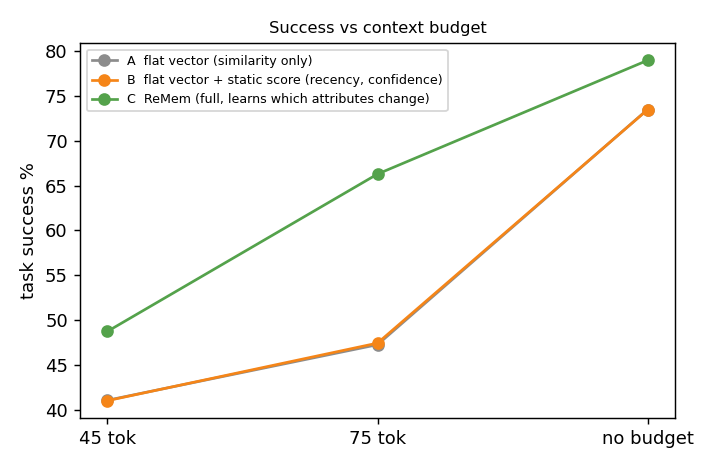 Success vs context budget
A flat vector (similarity only)
B flat vector + static score (recency, confidence)
C ReMem (full, learns which attributes change)
task success %
80
75
70
65
60
55
50
45
40
45 tok
75 tok
no budget